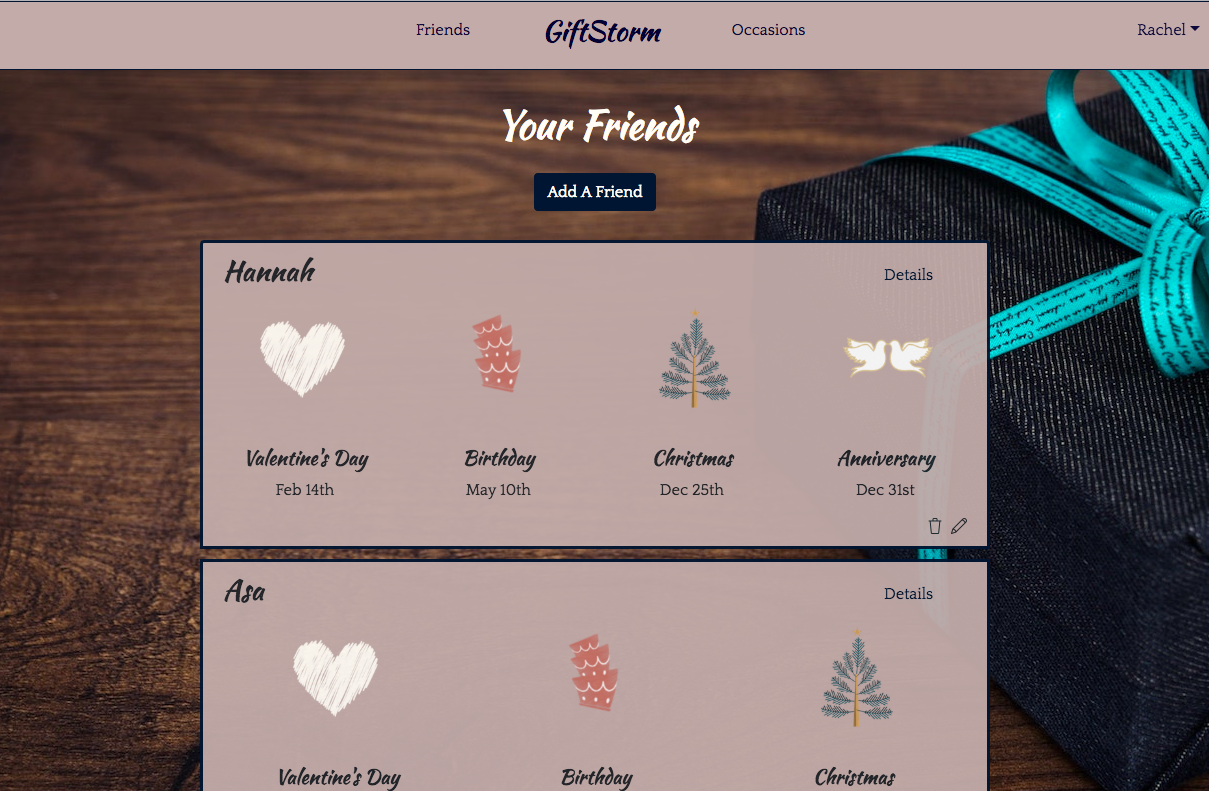 Friends GiftStorm Occasions Rachel
Your Friends
Add A Friend
Hannah Details
Valentine's Day Birthday Christmas Anniversary
Feb 14th May 10th Dec 25th Dec 31st
Asa Details
Valentine's Day Birthday Christmas